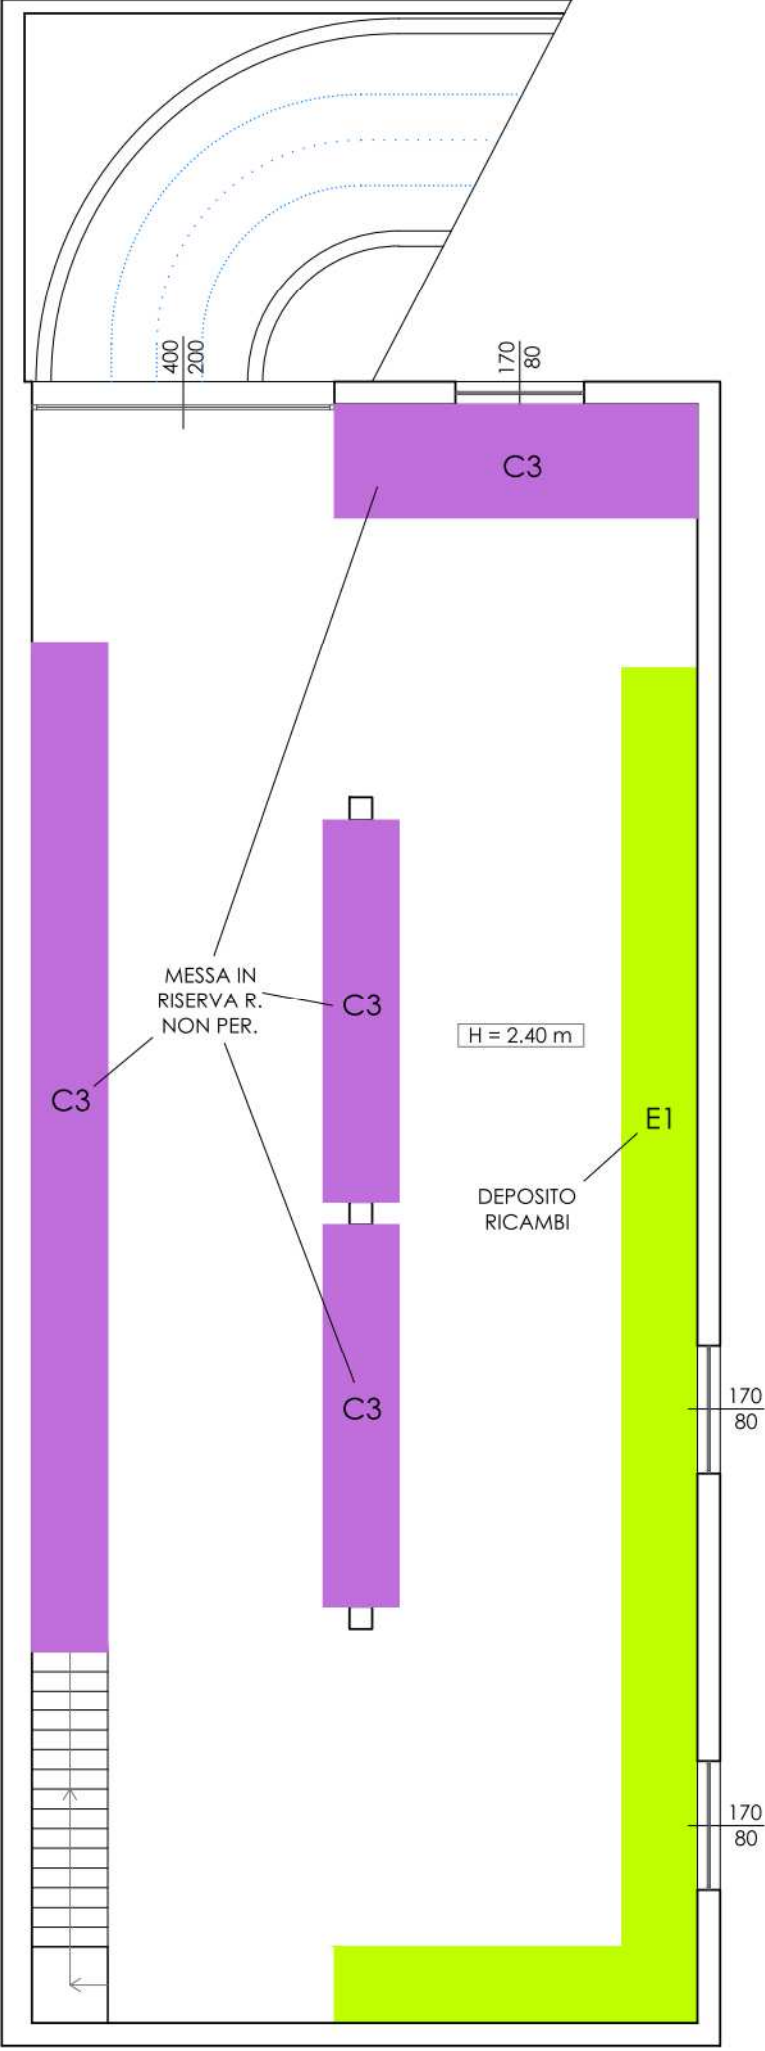 400
200
170
80
C3
MESSA IN
RISERVA R.
NON PER.
C3
H = 2.40 m
C3
E1
DEPOSITO
RICAMBI
170
80
C3
170
80